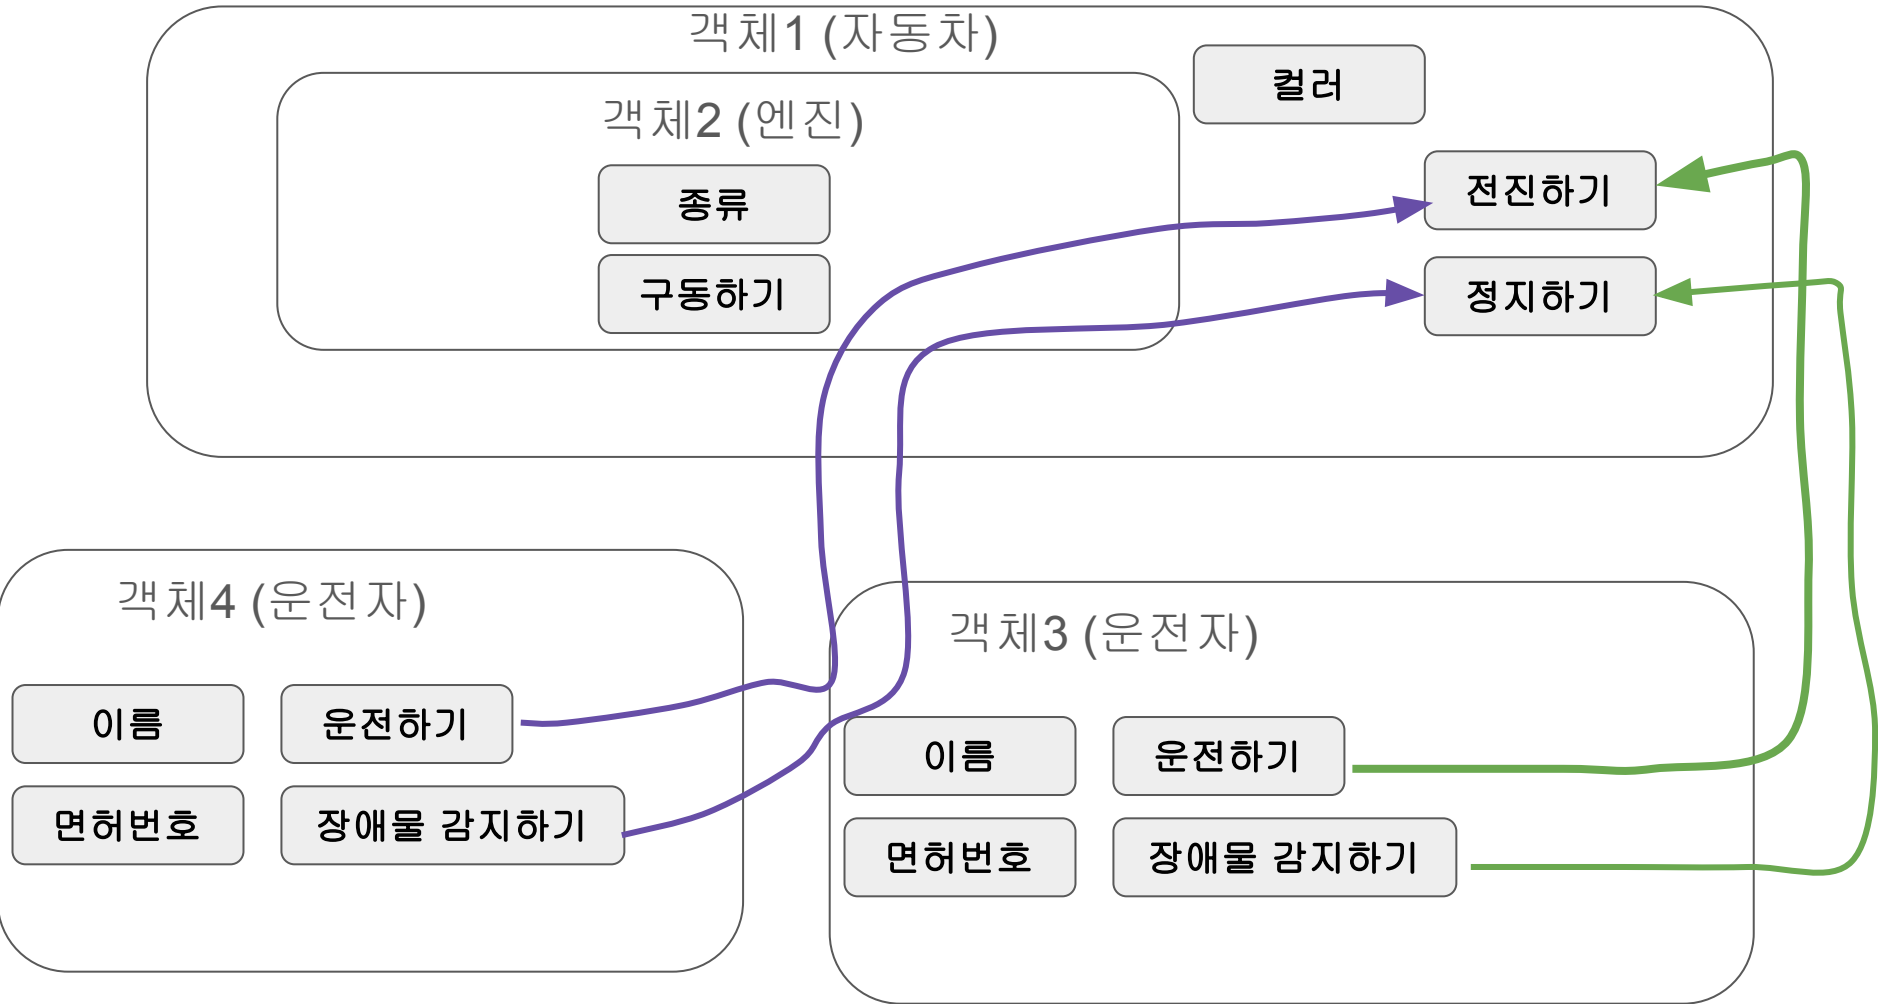 객체1 (자동차)
컬러
객체2 (엔진)
종류
구동하기
전진하기
정지하기
객체4 (운전자)
이름
운전하기
면허번호
장애물 감지하기
객체3 (운전자)
이름
운전하기
면허번호
장애물 감지하기